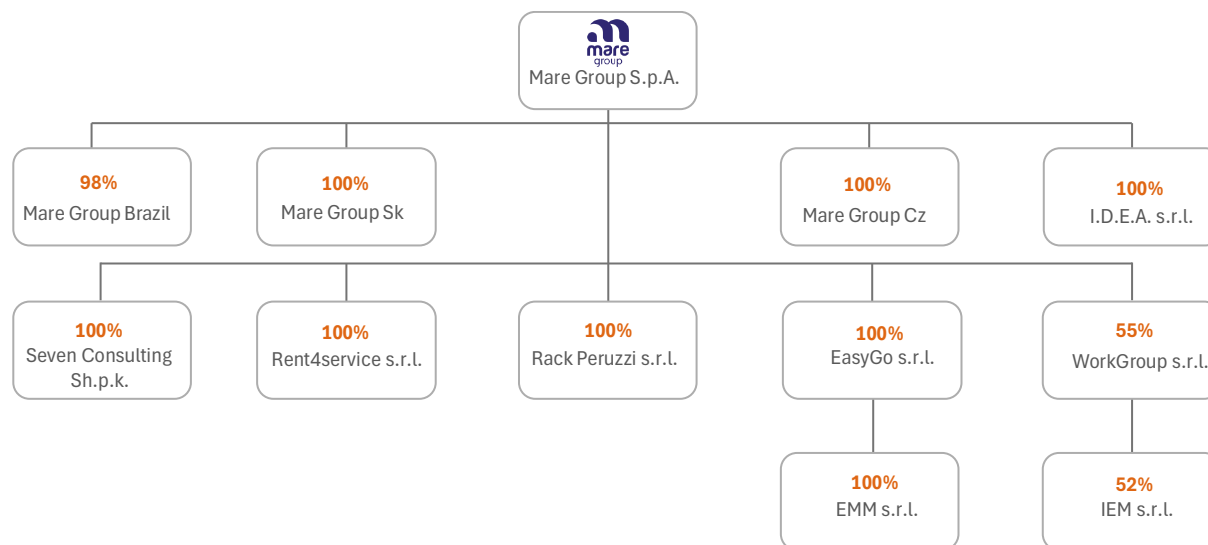 mare
group
Mare Group S.p.A.
98%
Mare Group Brazil
100%
Mare Group Sk
100%
Mare Group Cz
100%
I.D.E.A. s.r.l.
100%
Seven Consulting
Sh.p.k.
100%
Rent4service s.r.l.
100%
Rack Peruzzi s.r.l.
100%
EasyGo s.r.l.
55%
WorkGroup s.r.l.
100%
EMM s.r.l.
52%
IEM s.r.l.